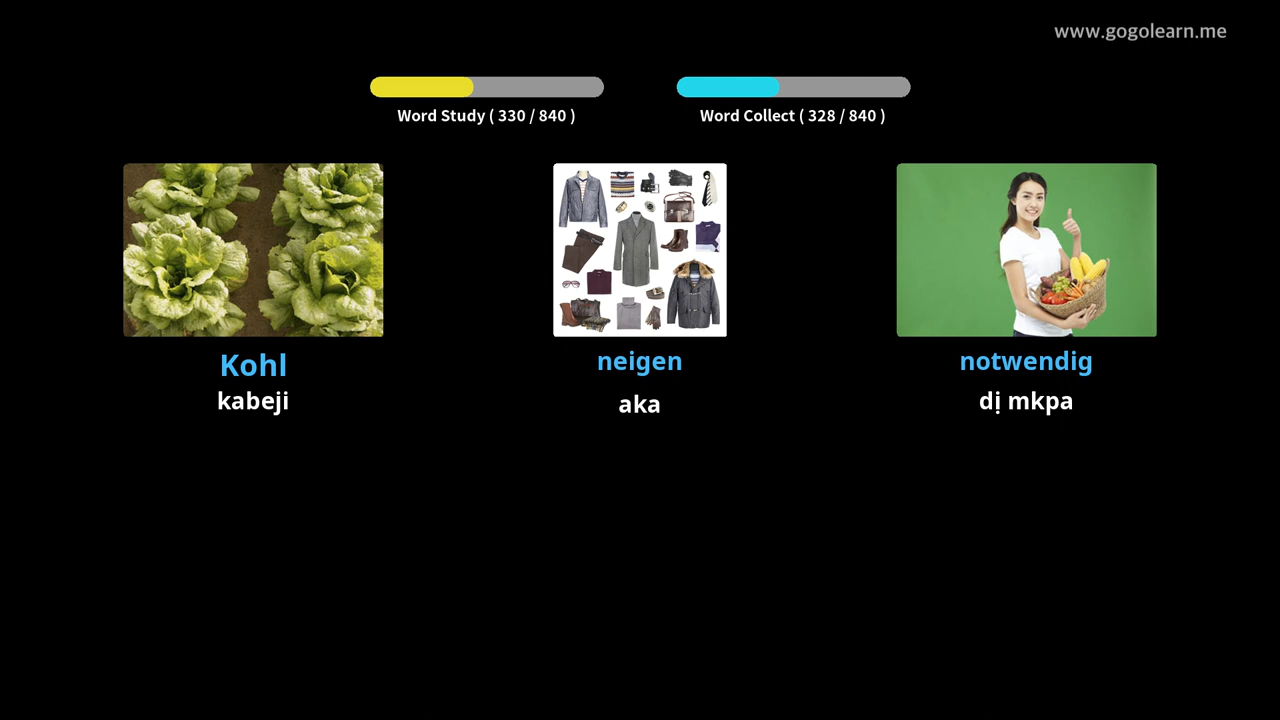 www.gogolearn.me
Word Study ( 330 / 840 )
Word Collect ( 328 / 840 )
Kohl
kabeji
neigen
aka
notwendig
dị mkpa